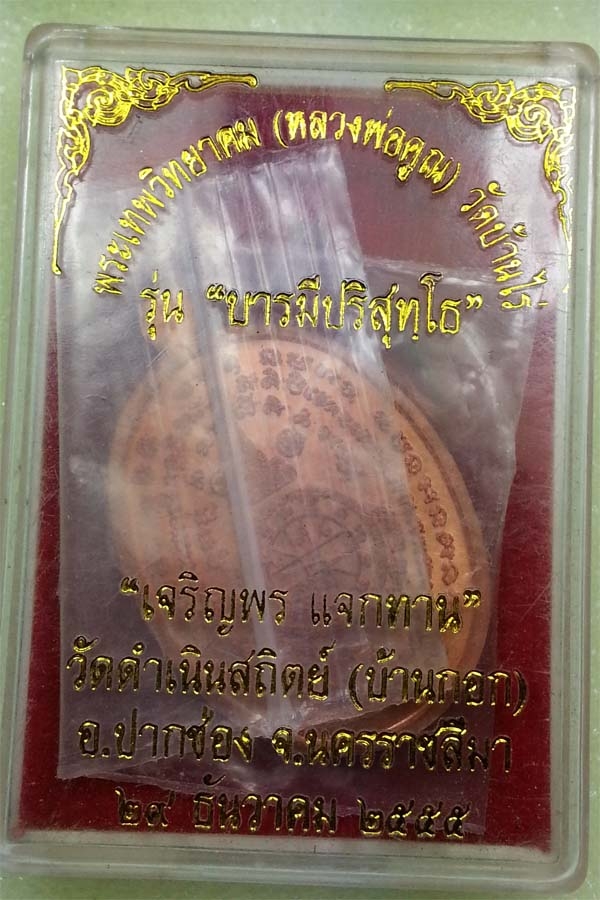 พระเทพวิทยาคม (หลวงพ่อคูณ) วัดบ้านไร่
รุ่น “บารมีปริสุทฺโธ”
“เจริญพร แจกทาน”
วัดดำเนินสถิตย์ (บ้านกอก)
อ.ปากช่อง จ.นครราชสีมา
๒๙ ธันวาคม ๒๕๕๕